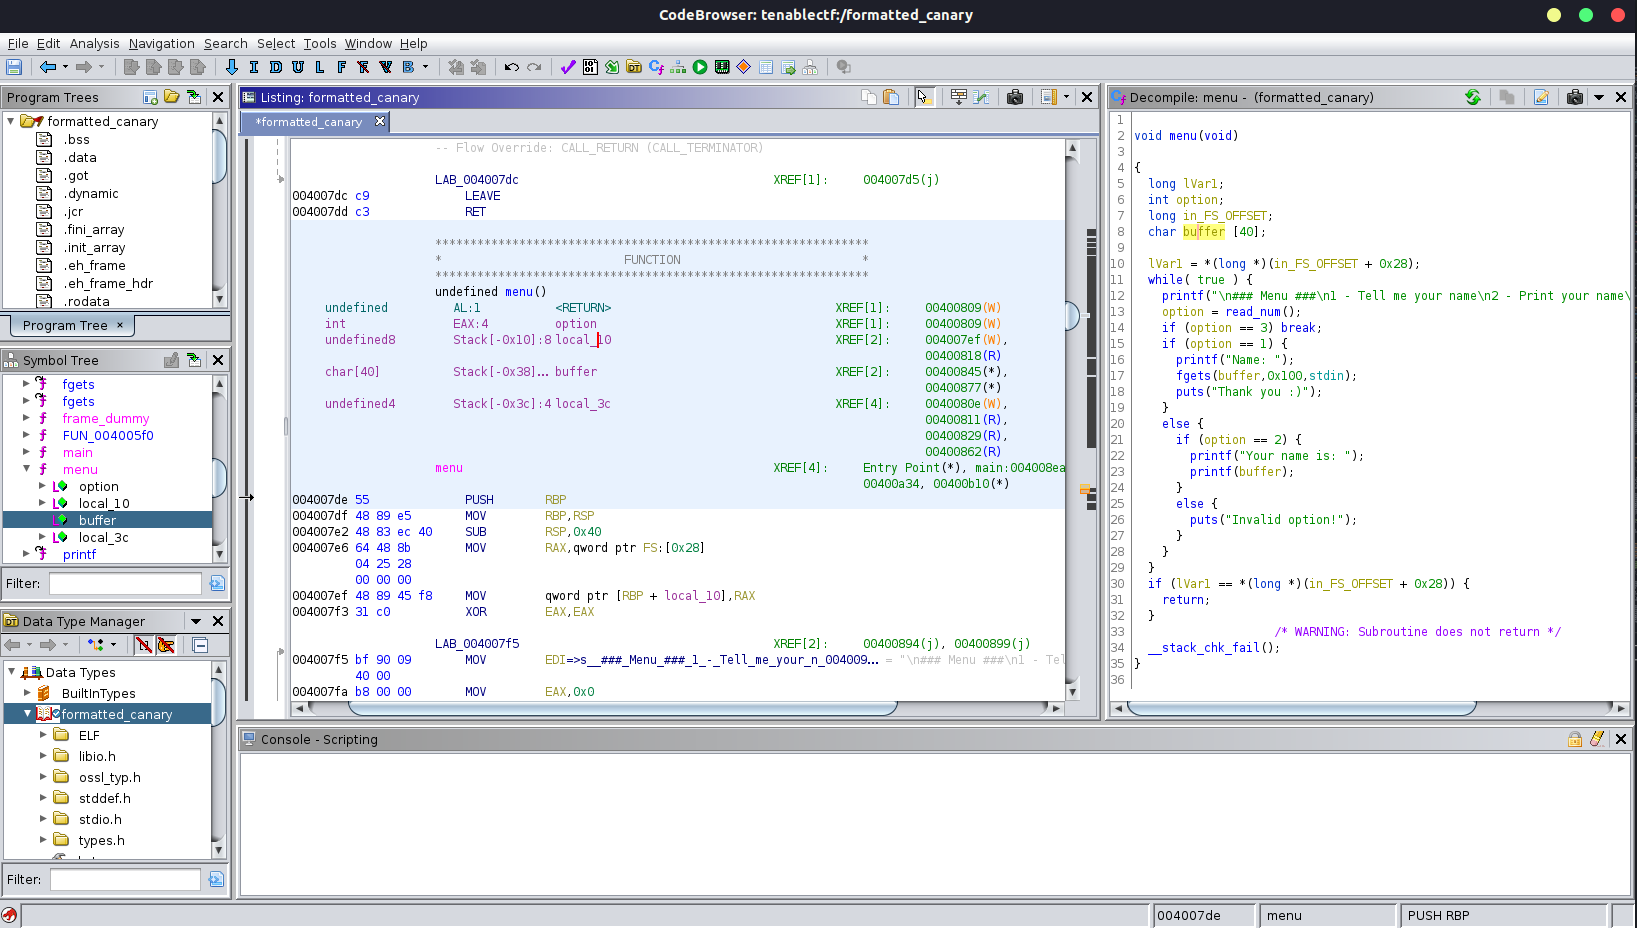 CodeBrowser: tenablectf:/formatted_canary
File Edit Analysis Navigation Search Select Tools Window Help
I D U L F F V B
Program Trees
formatted_canary
.bss
.data
.got
.dynamic
.jcr
.fini_array
.init_array
.eh_frame
.eh_frame_hdr
.rodata
Program Tree ×
Symbol Tree
fgets
fgets
frame_dummy
FUN_004005f0
main
menu
option
local_10
buffer
local_3c
printf
Filter:
Data Type Manager
Data Types
BuiltInTypes
formatted_canary
ELF
libio.h
ossl_typ.h
stddef.h
stdio.h
types.h
Filter:
Listing: formatted_canary
*formatted_canary
-- Flow Override: CALL_RETURN (CALL_TERMINATOR)
LAB_004007dc XREF[1]: 004007d5(j)
004007dc c9 LEAVE
004007dd c3 RET
**************************************************************
* FUNCTION *
**************************************************************
undefined menu()
undefined AL:1 <RETURN> XREF[1]: 00400809(W)
int EAX:4 option XREF[1]: 00400809(W)
undefined8 Stack[-0x10]:8 local_10 XREF[2]: 004007ef(W),
00400818(R)
char[40] Stack[-0x38]... buffer XREF[2]: 00400845(*),
00400877(*)
undefined4 Stack[-0x3c]:4 local_3c XREF[4]: 0040080e(W),
00400811(R),
00400829(R),
00400862(R)
menu XREF[4]: Entry Point(*), main:004008ea
00400a34, 00400b10(*)
004007de 55 PUSH RBP
004007df 48 89 e5 MOV RBP,RSP
004007e2 48 83 ec 40 SUB RSP,0x40
004007e6 64 48 8b MOV RAX,qword ptr FS:[0x28]
04 25 28
00 00 00
004007ef 48 89 45 f8 MOV qword ptr [RBP + local_10],RAX
004007f3 31 c0 XOR EAX,EAX
LAB_004007f5 XREF[2]: 00400894(j), 00400899(j)
004007f5 bf 90 09 MOV EDI=>s__###_Menu_###_1_-_Tell_me_your_n_004009... = "\n### Menu ###\n1 - Tel
40 00
004007fa b8 00 00 MOV EAX,0x0
Decompile: menu - (formatted_canary)
1
2 void menu(void)
3
4 {
5 long lVar1;
6 int option;
7 long in_FS_OFFSET;
8 char buffer [40];
9
10 lVar1 = *(long *)(in_FS_OFFSET + 0x28);
11 while( true ) {
12 printf("\n### Menu ###\n1 - Tell me your name\n2 - Print your name\
13 option = read_num();
14 if (option == 3) break;
15 if (option == 1) {
16 printf("Name: ");
17 fgets(buffer,0x100,stdin);
18 puts("Thank you :)");
19 }
20 else {
21 if (option == 2) {
22 printf("Your name is: ");
23 printf(buffer);
24 }
25 else {
26 puts("Invalid option!");
27 }
28 }
29 }
30 if (lVar1 == *(long *)(in_FS_OFFSET + 0x28)) {
31 return;
32 }
33 /* WARNING: Subroutine does not return */
34 __stack_chk_fail();
35 }
36
Console - Scripting
004007de menu PUSH RBP